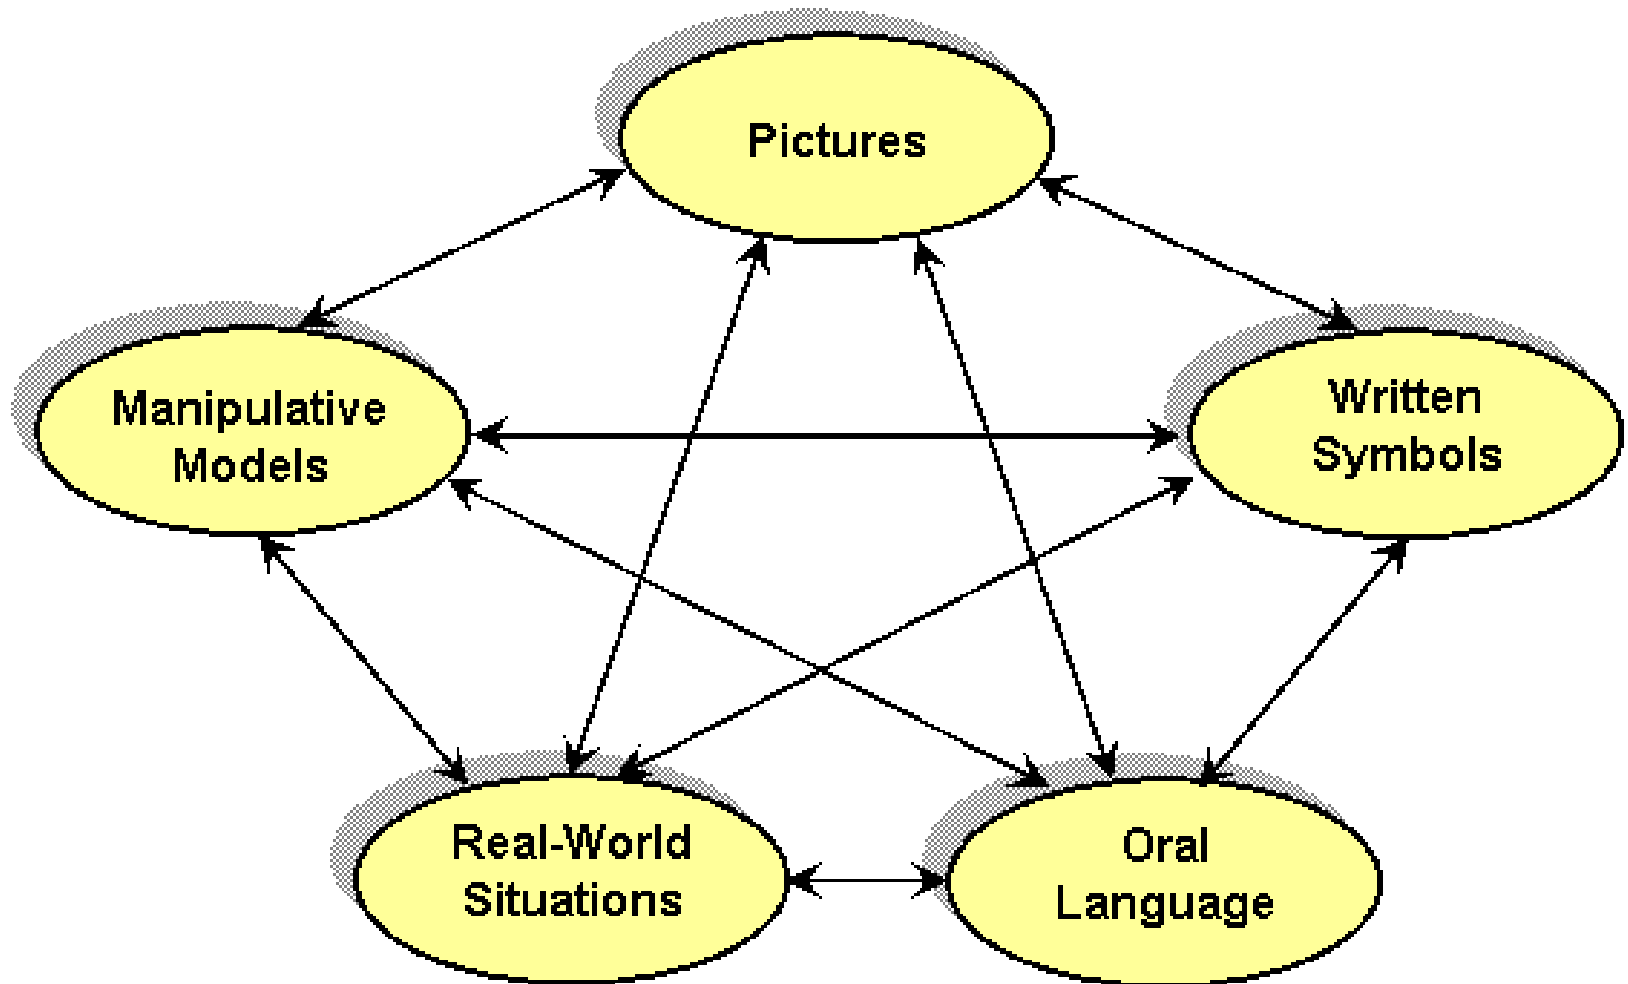 Pictures
Manipulative
Models
Written
Symbols
Real-World
Situations
Oral
Language